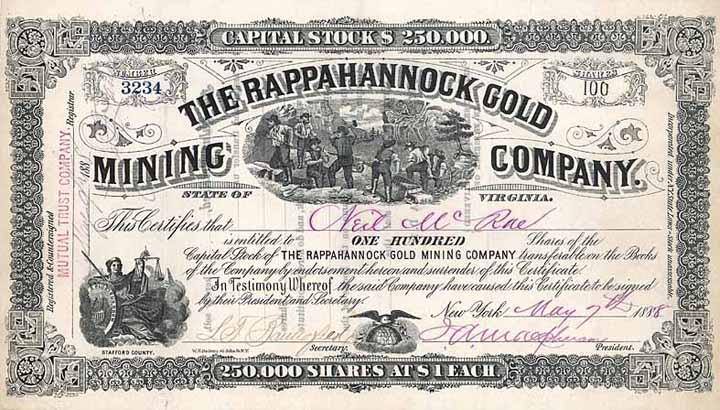 CAPITAL STOCK $ 250.000.
NUMBER
3234
SHARES
100
THE RAPPAHANNOCK GOLD
MINING COMPANY.
STATE OF VIRGINIA.
This Certifies that Neil McRae
is entitled to ONE HUNDRED Shares of the
Capital Stock of THE RAPPAHANNOCK GOLD MINING COMPANY transferable on the Books
of the Company by endorsement hereon and surrender of this Certificate.
In Testimony Whereof the said Company have caused this Certificate to be signed
by their President and Secretary.
New York May 7th 1888
Secretary.
President.
STAFFORD COUNTY.
250.000 SHARES AT $1 EACH.
Registered & Countersigned
MUTUAL TRUST COMPANY. Registrar
188